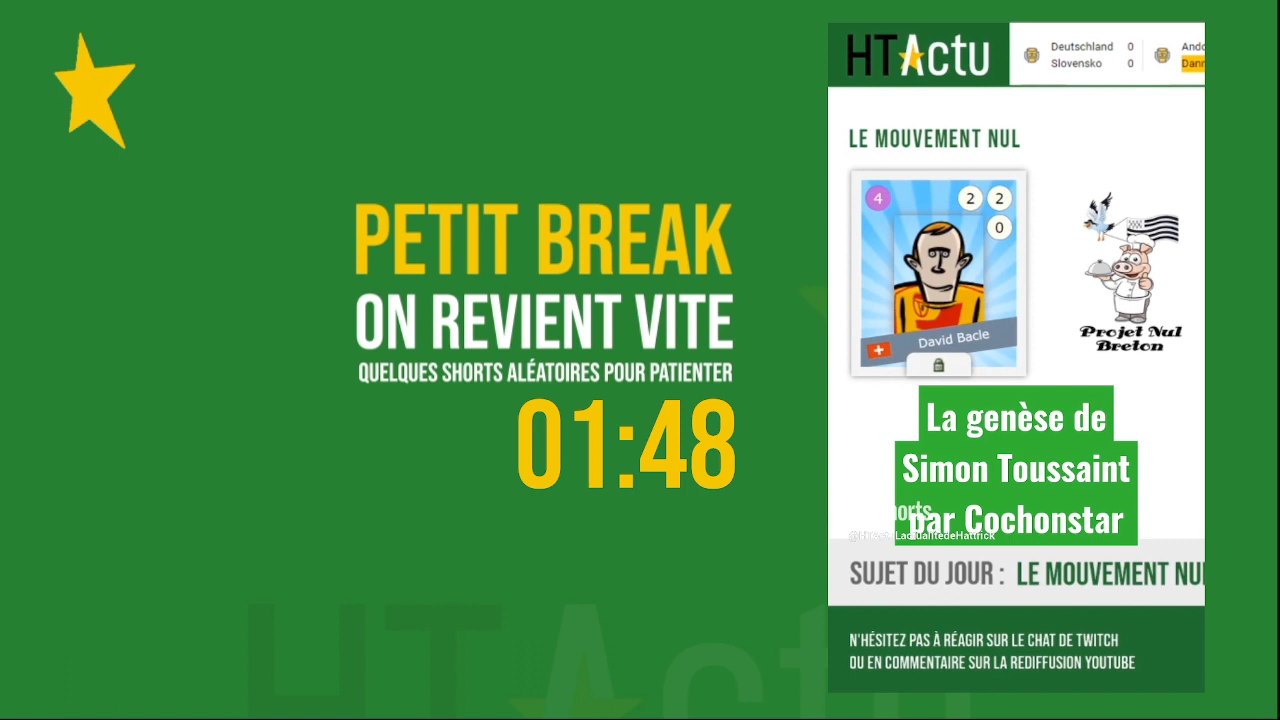 PETIT BREAK
ON REVIENT VITE
QUELQUES SHORTS ALÉATOIRES POUR PATIENTER
01:48
HTActu
Deutschland 0
Slovensko 0
LE MOUVEMENT NUL
4
2 2
0
David Bacle
Projet Nul
Breton
La genèse de
Simon Toussaint
par Cochonstar
SUJET DU JOUR : LE MOUVEMENT NUL
N'HÉSITEZ PAS À RÉAGIR SUR LE CHAT DE TWITCH
OU EN COMMENTAIRE SUR LA REDIFFUSION YOUTUBE
HTActu